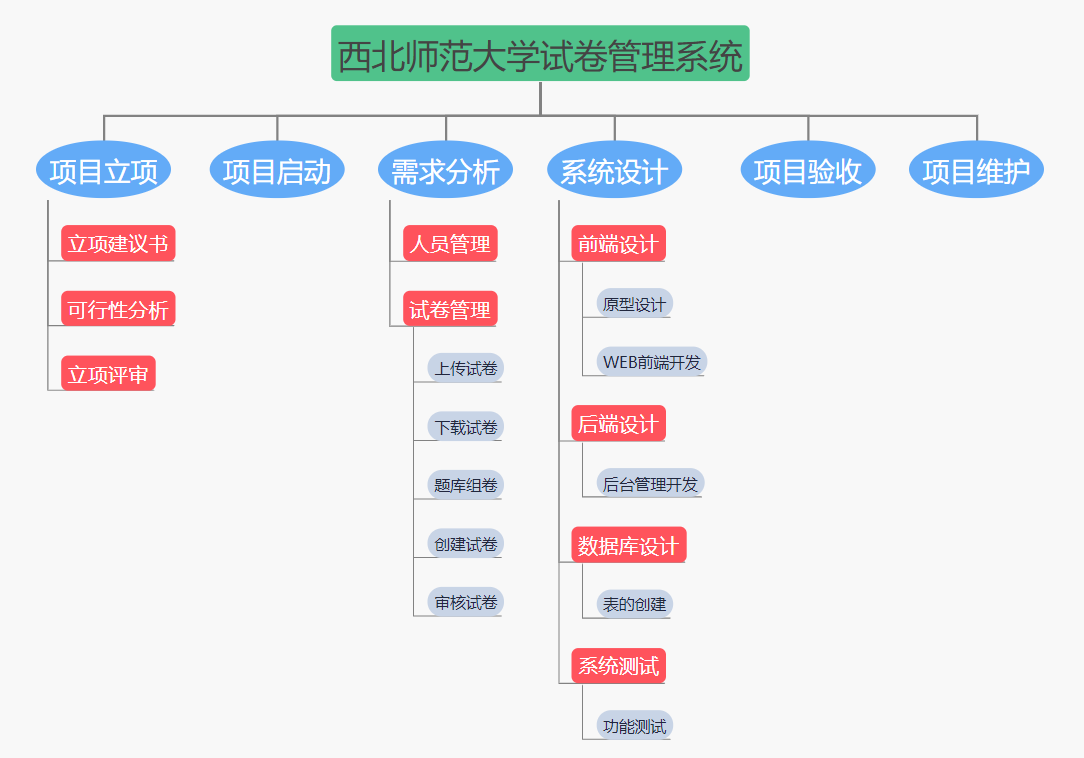 西北师范大学试卷管理系统
项目立项
项目启动
需求分析
系统设计
项目验收
项目维护
立项建议书
可行性分析
立项评审
人员管理
试卷管理
上传试卷
下载试卷
题库组卷
创建试卷
审核试卷
前端设计
原型设计
WEB前端开发
后端设计
后台管理开发
数据库设计
表的创建
系统测试
功能测试